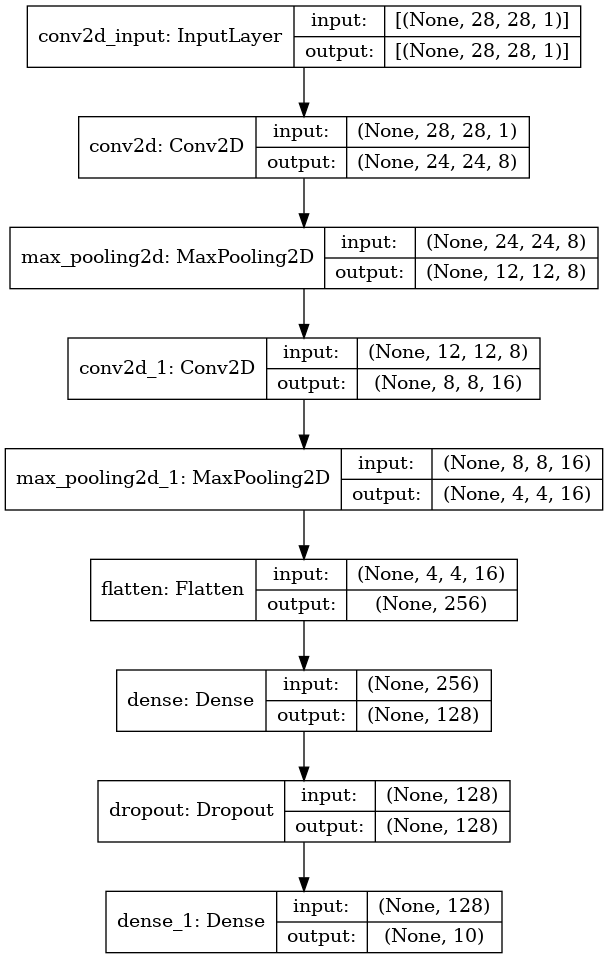 conv2d_input: InputLayer
input: [(None, 28, 28, 1)]
output: [(None, 28, 28, 1)]
conv2d: Conv2D
input: (None, 28, 28, 1)
output: (None, 24, 24, 8)
max_pooling2d: MaxPooling2D
input: (None, 24, 24, 8)
output: (None, 12, 12, 8)
conv2d_1: Conv2D
input: (None, 12, 12, 8)
output: (None, 8, 8, 16)
max_pooling2d_1: MaxPooling2D
input: (None, 8, 8, 16)
output: (None, 4, 4, 16)
flatten: Flatten
input: (None, 4, 4, 16)
output: (None, 256)
dense: Dense
input: (None, 256)
output: (None, 128)
dropout: Dropout
input: (None, 128)
output: (None, 128)
dense_1: Dense
input: (None, 128)
output: (None, 10)